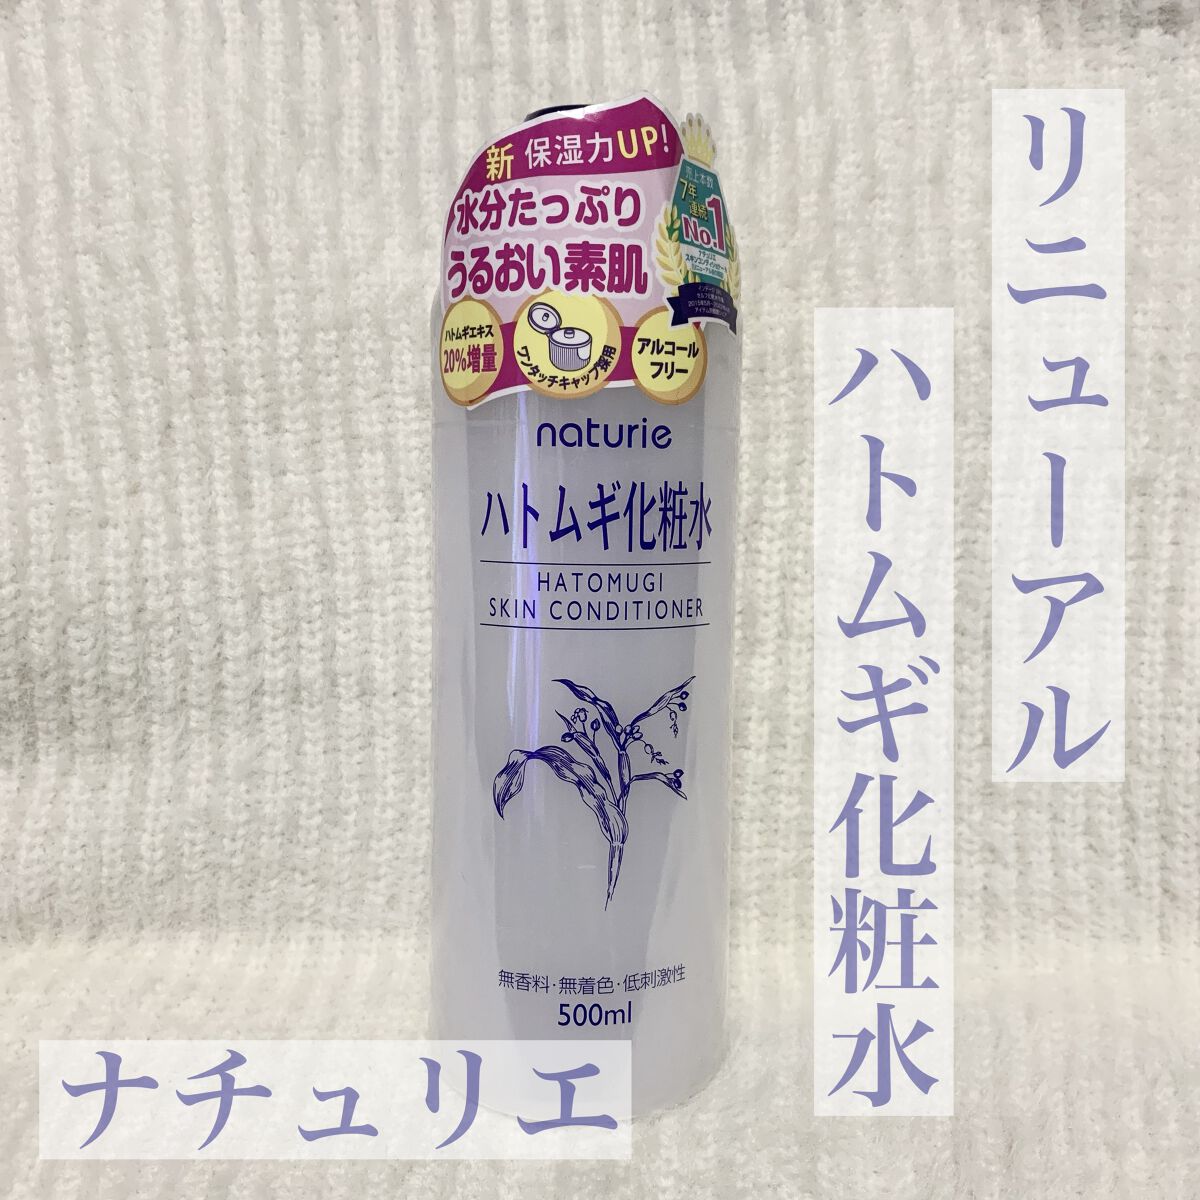 リニューアル
ハトムギ化粧水
ナチュリエ
新 保湿力UP!
水分たっぷり
うるおい素肌
ハトムギエキス
20%増量
ワンタッチキャップ採用
アルコール
フリー
売上本数
7年
連続
No.1
naturie
ハトムギ化粧水
HATOMUGI
SKIN CONDITIONER
無香料・無着色・低刺激性
500ml